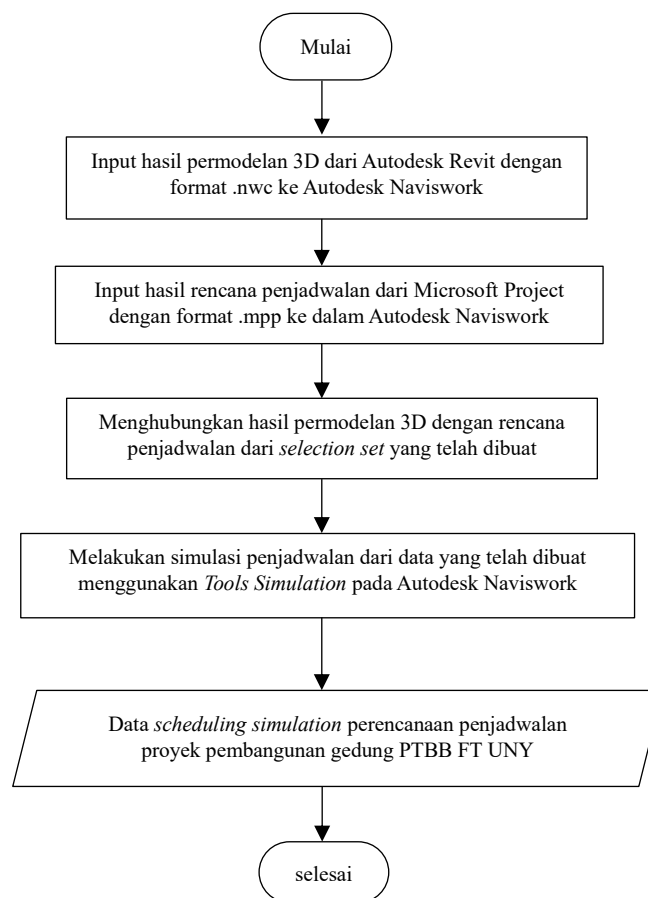 Mulai
Input hasil permodelan 3D dari Autodesk Revit dengan
format .nwc ke Autodesk Naviswork
Input hasil rencana penjadwalan dari Microsoft Project
dengan format .mpp ke dalam Autodesk Naviswork
Menghubungkan hasil permodelan 3D dengan rencana
penjadwalan dari selection set yang telah dibuat
Melakukan simulasi penjadwalan dari data yang telah dibuat
menggunakan Tools Simulation pada Autodesk Naviswork
Data scheduling simulation perencanaan penjadwalan
proyek pembangunan gedung PTBB FT UNY
selesai